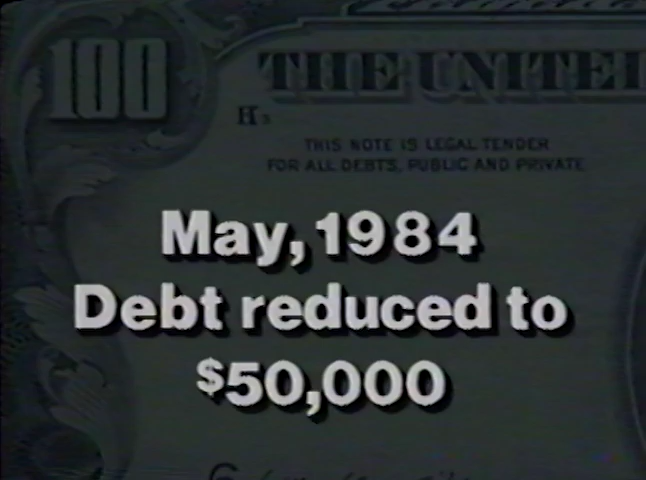 100
THE UNITE
H 3
THIS NOTE IS LEGAL TENDER
FOR ALL DEBTS, PUBLIC AND PRIVATE
May, 1984
Debt reduced to
$50,000